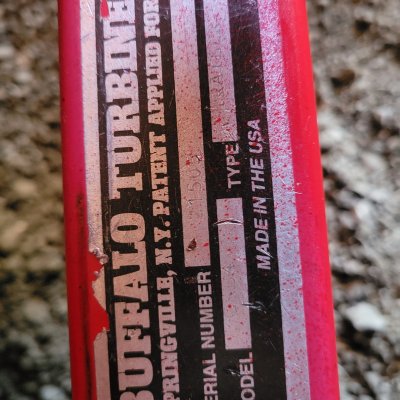 BUFFALO TURBINE
SPRINGVILLE, N.Y. PATENT APPLIED FOR
SERIAL NUMBER
MODEL TYPE
MADE IN THE USA